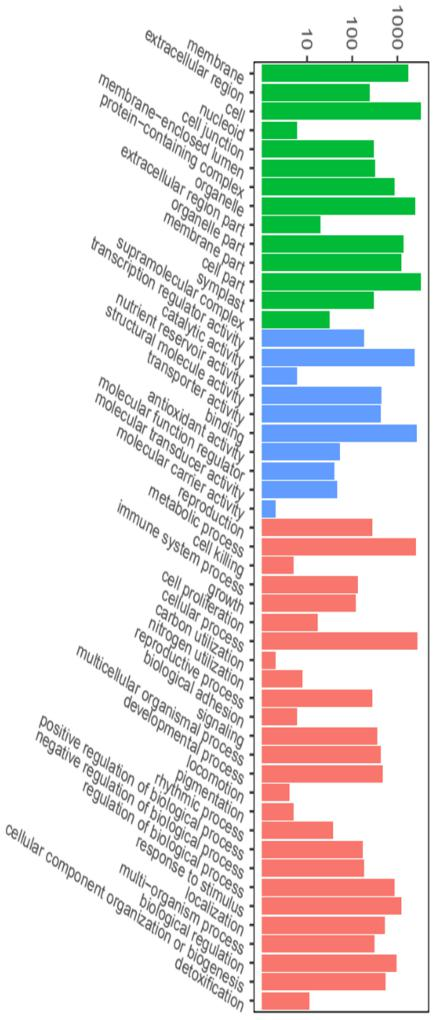 10
100
1000
membrane
extracellular region
cell
nucleoid
cell junction
membrane−enclosed lumen
protein−containing complex
organelle
extracellular region part
organelle part
membrane part
cell part
symplast
supramolecular complex
transcription regulator activity
catalytic activity
nutrient reservoir activity
structural molecule activity
transporter activity
binding
antioxidant activity
molecular function regulator
molecular transducer activity
molecular carrier activity
reproduction
metabolic process
cell killing
immune system process
growth
cell proliferation
cellular process
carbon utilization
nitrogen utilization
reproductive process
biological adhesion
signaling
multicellular organismal process
developmental process
locomotion
pigmentation
rhythmic process
positive regulation of biological process
negative regulation of biological process
regulation of biological process
response to stimulus
localization
multi−organism process
biological regulation
cellular component organization or biogenesis
detoxification